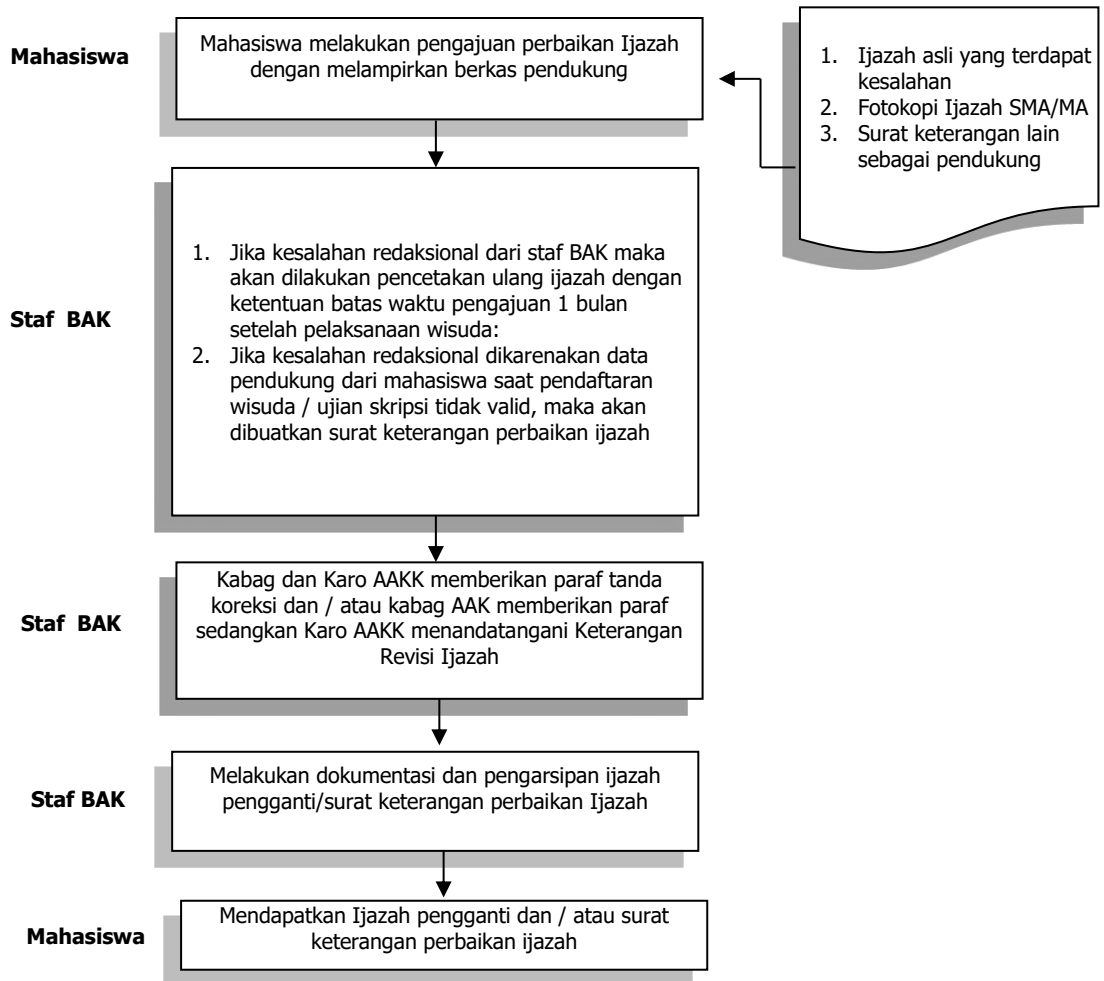 Mahasiswa
Mahasiswa melakukan pengajuan perbaikan Ijazah
dengan melampirkan berkas pendukung
1. Ijazah asli yang terdapat
kesalahan
2. Fotokopi Ijazah SMA/MA
3. Surat keterangan lain
sebagai pendukung
Staf BAK
1. Jika kesalahan redaksional dari staf BAK maka
akan dilakukan pencetakan ulang ijazah dengan
ketentuan batas waktu pengajuan 1 bulan
setelah pelaksanaan wisuda:
2. Jika kesalahan redaksional dikarenakan data
pendukung dari mahasiswa saat pendaftaran
wisuda / ujian skripsi tidak valid, maka akan
dibuatkan surat keterangan perbaikan ijazah
Staf BAK
Kabag dan Karo AAKK memberikan paraf tanda
koreksi dan / atau kabag AAK memberikan paraf
sedangkan Karo AAKK menandatangani Keterangan
Revisi Ijazah
Staf BAK
Melakukan dokumentasi dan pengarsipan ijazah
pengganti/surat keterangan perbaikan Ijazah
Mahasiswa
Mendapatkan Ijazah pengganti dan / atau surat
keterangan perbaikan ijazah